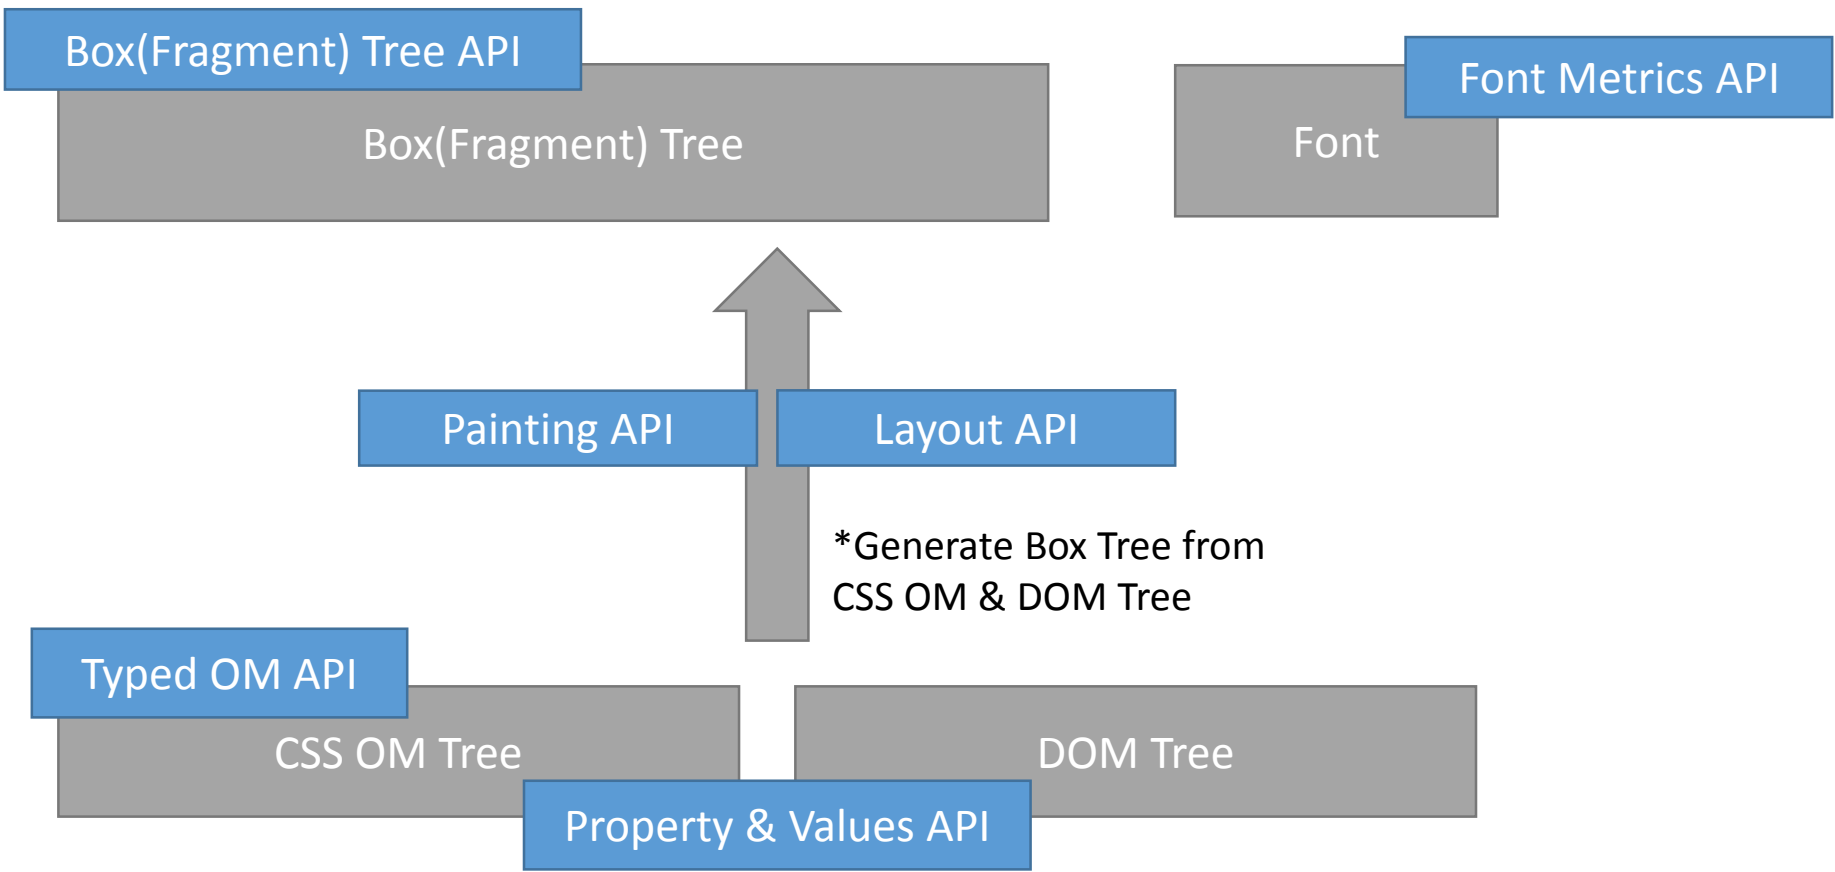 Box(Fragment) Tree API
Font Metrics API
Box(Fragment) Tree
Font
Painting API
Layout API
*Generate Box Tree from
CSS OM & DOM Tree
Typed OM API
CSS OM Tree
DOM Tree
Property & Values API